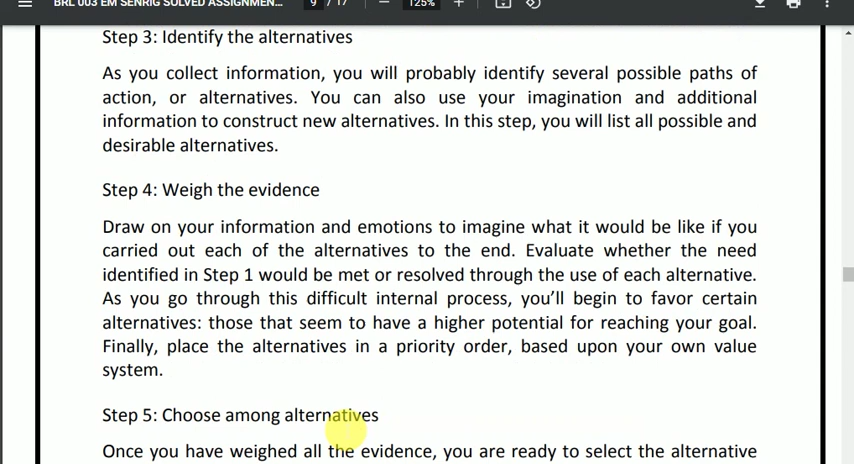 BRL 003 EM SENRIG SOLVED ASSIGNMEN... 9 / 17 125%
Step 3: Identify the alternatives
As you collect information, you will probably identify several possible paths of
action, or alternatives. You can also use your imagination and additional
information to construct new alternatives. In this step, you will list all possible and
desirable alternatives.
Step 4: Weigh the evidence
Draw on your information and emotions to imagine what it would be like if you
carried out each of the alternatives to the end. Evaluate whether the need
identified in Step 1 would be met or resolved through the use of each alternative.
As you go through this difficult internal process, you’ll begin to favor certain
alternatives: those that seem to have a higher potential for reaching your goal.
Finally, place the alternatives in a priority order, based upon your own value
system.
Step 5: Choose among alternatives
Once you have weighed all the evidence, you are ready to select the alternative